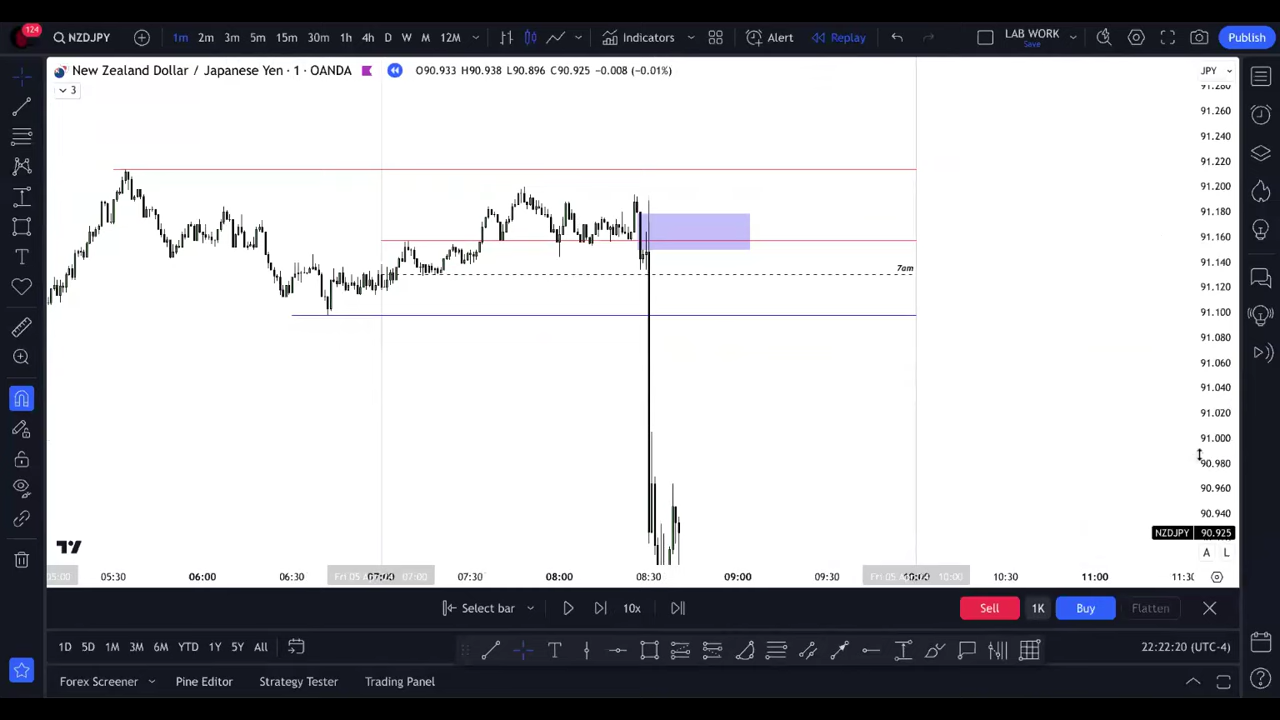 124
NZDJPY
1m 2m 3m 5m 15m 30m 1h 4h D W M 12M
Indicators
Alert
Replay
LAB WORK
Save
Publish
New Zealand Dollar / Japanese Yen · 1 · OANDA
O90.933 H90.938 L90.896 C90.925 −0.008 (−0.01%)
JPY
3
91.280
91.260
91.240
91.220
91.200
91.180
91.160
91.140
91.120
91.100
91.080
91.060
91.040
91.020
91.000
90.980
90.960
90.940
7am
NZDJPY 90.925
A L
05:00 05:30 06:00 06:30 07:00 07:30 08:00 08:30 09:00 09:30 10:00 10:30 11:00 11:30
Select bar
10x
Sell 1K Buy Flatten
1D 5D 1M 3M 6M YTD 1Y 5Y All
22:22:20 (UTC-4)
Forex Screener Pine Editor Strategy Tester Trading Panel